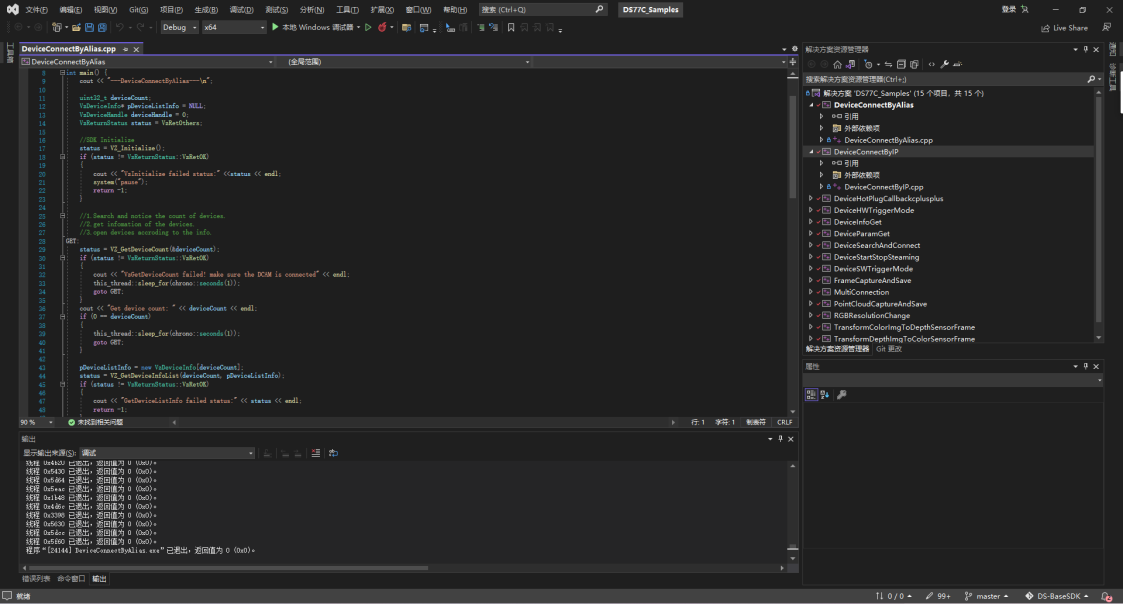 文件(F) 编辑(E) 视图(V) Git(G) 项目(P) 生成(B) 调试(D) 测试(S) 分析(N) 工具(T) 扩展(X) 窗口(W) 帮助(H) 搜索 (Ctrl+Q) DS77C_Samples 登录
Debug x64 本地 Windows 调试器 Live Share
DeviceConnectByAlias.cpp
DeviceConnectByAlias (全局范围)
8 int main() {
9 cout << "---DeviceConnectByAlias---\n";
10
11 uint32_t deviceCount;
12 VzDeviceInfo* pDeviceListInfo = NULL;
13 VzDeviceHandle deviceHandle = 0;
14 VzReturnStatus status = VzRetOthers;
15
16 //SDK Initialize
17 status = VZ_Initialize();
18 if (status != VzReturnStatus::VzRetOK)
19 {
20 cout << "VzInitialize failed status:" <<status << endl;
21 system("pause");
22 return -1;
23 }
24
25 //1.Search and notice the count of devices.
26 //2.get infomation of the devices.
27 //3.open devices accroding to the info.
28 GET:
29 status = VZ_GetDeviceCount(&deviceCount);
30 if (status != VzReturnStatus::VzRetOK)
31 {
32 cout << "VzGetDeviceCount failed! make sure the DCAM is connected" << endl;
33 this_thread::sleep_for(chrono::seconds(1));
34 goto GET;
35 }
36 cout << "Get device count: " << deviceCount << endl;
37 if (0 == deviceCount)
38 {
39 this_thread::sleep_for(chrono::seconds(1));
40 goto GET;
41 }
42
43 pDeviceListInfo = new VzDeviceInfo[deviceCount];
44 status = VZ_GetDeviceInfoList(deviceCount, pDeviceListInfo);
45 if (status != VzReturnStatus::VzRetOK)
46 {
47 cout << "GetDeviceListInfo failed status:" << status << endl;
48 return -1;
90 % 未找到相关问题 行: 1 字符: 1 制表符 CRLF
输出
显示输出来源(S): 调试
线程 0x4b20 已退出，返回值为 0 (0x0)。
线程 0x5430 已退出，返回值为 0 (0x0)。
线程 0x5d64 已退出，返回值为 0 (0x0)。
线程 0x5eac 已退出，返回值为 0 (0x0)。
线程 0x1b48 已退出，返回值为 0 (0x0)。
线程 0x4d6c 已退出，返回值为 0 (0x0)。
线程 0x3398 已退出，返回值为 0 (0x0)。
线程 0x5630 已退出，返回值为 0 (0x0)。
线程 0x5dcc 已退出，返回值为 0 (0x0)。
线程 0x5f60 已退出，返回值为 0 (0x0)。
程序“[24144] DeviceConnectByAlias.exe”已退出，返回值为 0 (0x0)。
错误列表 命令窗口 输出
解决方案资源管理器
搜索解决方案资源管理器(Ctrl+;)
解决方案 'DS77C_Samples' (15 个项目，共 15 个)
DeviceConnectByAlias
引用
外部依赖项
DeviceConnectByAlias.cpp
DeviceConnectByIP
引用
外部依赖项
DeviceConnectByIP.cpp
DeviceHotPlugCallbackcplusplus
DeviceHWTriggerMode
DeviceInfoGet
DeviceParamGet
DeviceSearchAndConnect
DeviceStartStopSteaming
DeviceSWTriggerMode
FrameCaptureAndSave
MultiConnection
PointCloudCaptureAndSave
RGBResolutionChange
TransformColorImgToDepthSensorFrame
TransformDepthImgToColorSensorFrame
解决方案资源管理器 Git 更改
属性
就绪 0 / 0 99+ master DS-BaseSDK